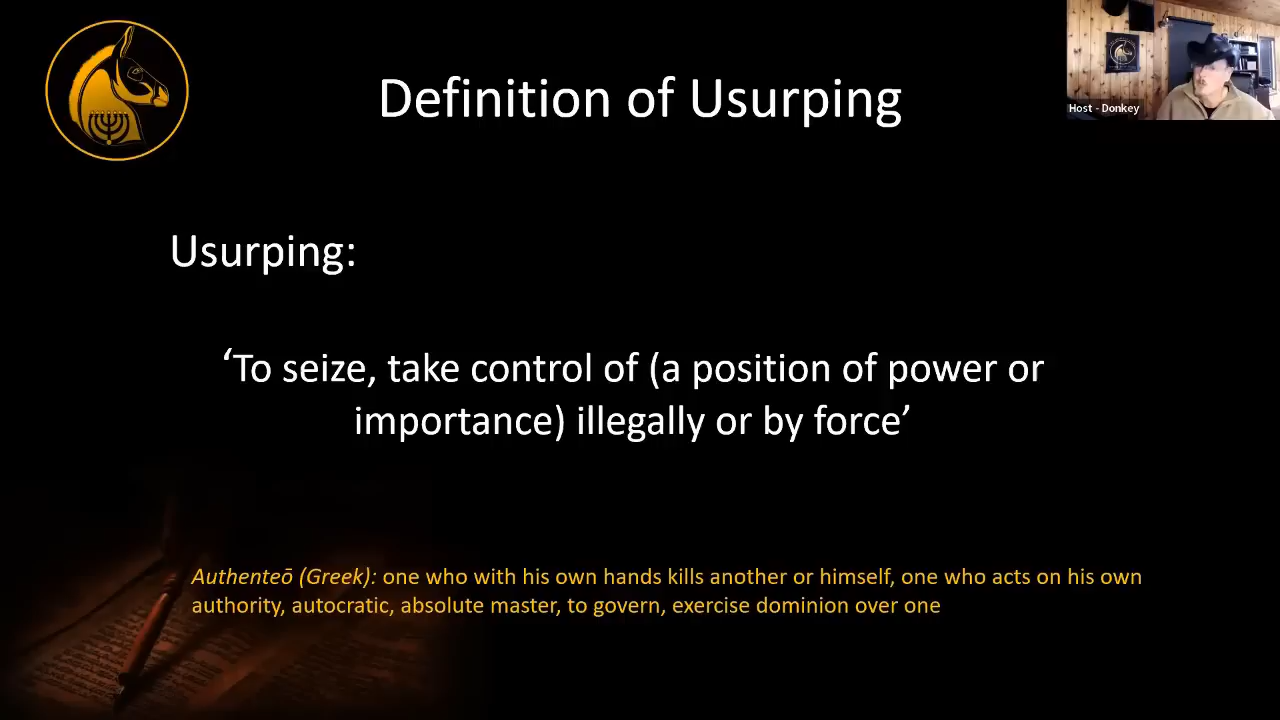 Definition of Usurping
Host - Donkey
Usurping:
‘To seize, take control of (a position of power or
importance) illegally or by force’
Authenteō (Greek): one who with his own hands kills another or himself, one who acts on his own
authority, autocratic, absolute master, to govern, exercise dominion over one